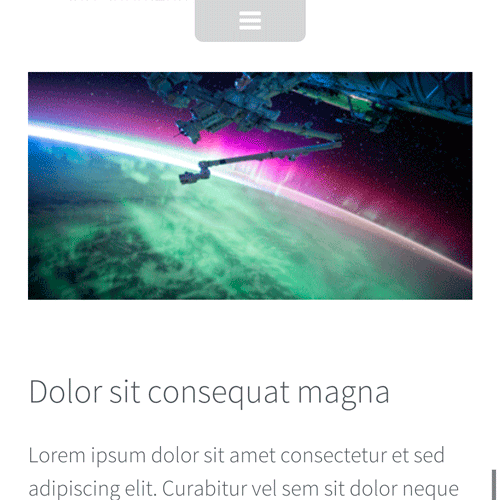 Dolor sit consequat magna
Lorem ipsum dolor sit amet consectetur et sed
adipiscing elit. Curabitur vel sem sit dolor neque